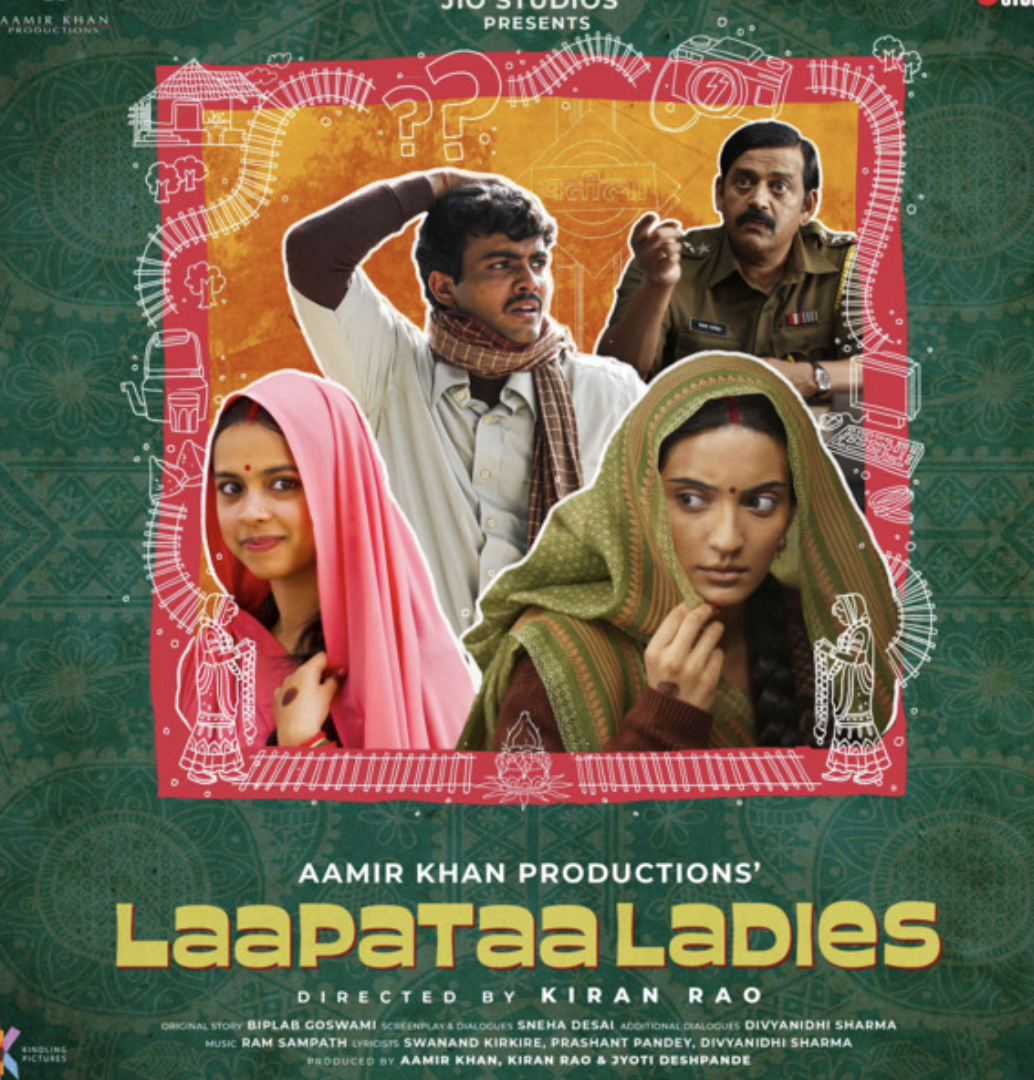 AAMIR KHAN
PRODUCTIONS
JIO STUDIOS
PRESENTS
AAMIR KHAN PRODUCTIONS'
LaaPaTaa LaDIeS
DIRECTED BY KIRAN RAO
ORIGINAL STORY BIPLAB GOSWAMI SCREENPLAY & DIALOGUES SNEHA DESAI ADDITIONAL DIALOGUES DIVYANIDHI SHARMA
MUSIC RAM SAMPATH LYRICISTS SWANAND KIRKIRE, PRASHANT PANDEY, DIVYANIDHI SHARMA
PRODUCED BY AAMIR KHAN, KIRAN RAO & JYOTI DESHPANDE
KINDLING
PICTURES